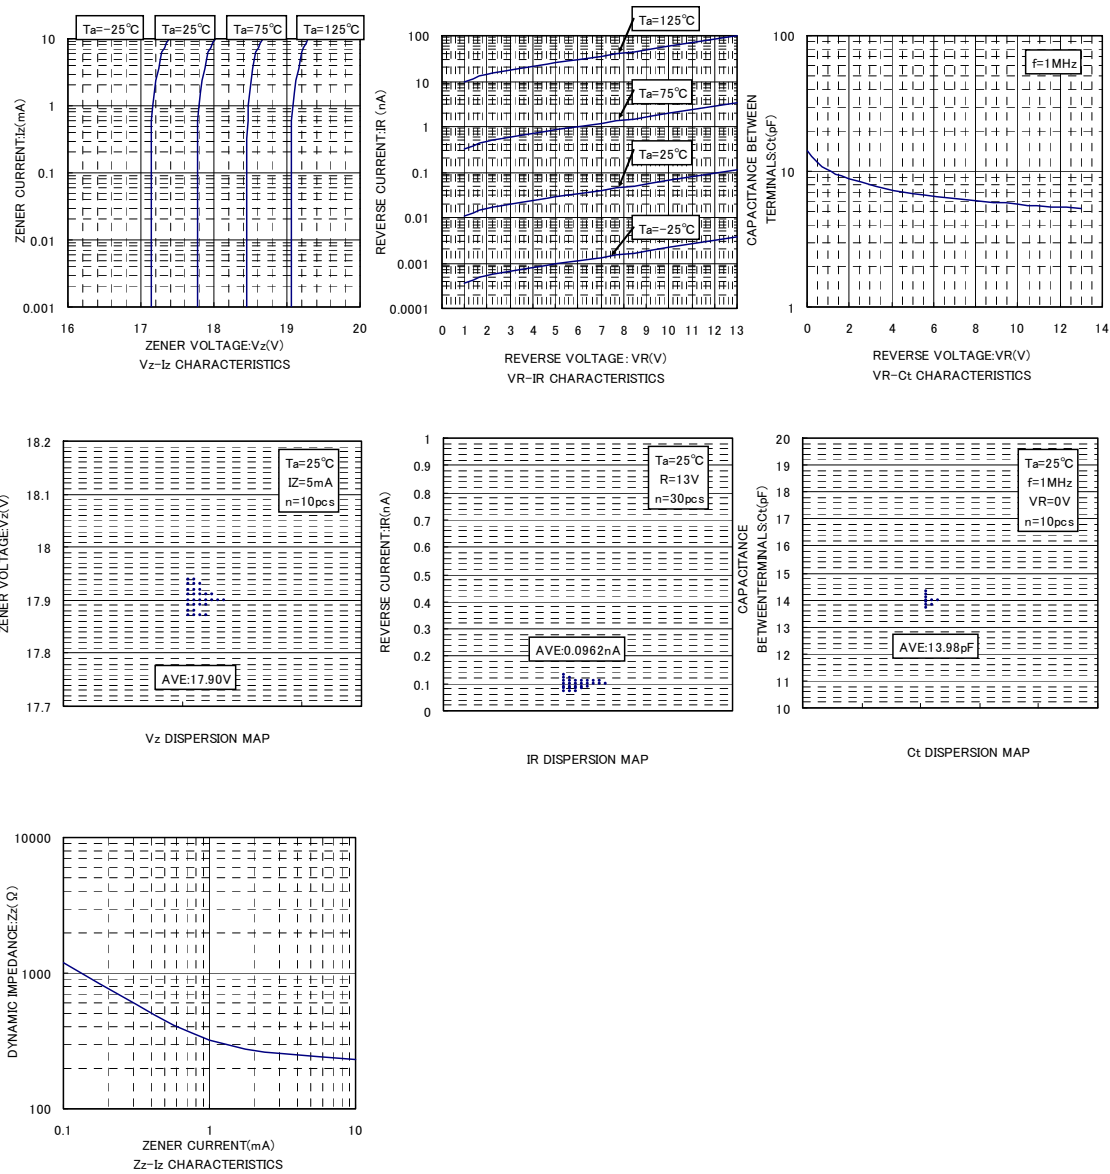 Ta=-25℃ Ta=25℃ Ta=75℃ Ta=125℃
10
1
0.1
0.01
0.001
ZENER CURRENT:Iz(mA)
16 17 18 19 20
ZENER VOLTAGE:Vz(V)
Vz-Iz CHARACTERISTICS
100
10
1
0.1
0.01
0.001
0.0001
REVERSE CURRENT:IR (nA)
Ta=125℃
Ta=75℃
Ta=25℃
Ta=-25℃
0 1 2 3 4 5 6 7 8 9 10 11 12 13
REVERSE VOLTAGE: VR(V)
VR-IR CHARACTERISTICS
100
10
1
CAPACITANCE BETWEEN
TERMINALS:Ct(pF)
f=1MHz
0 2 4 6 8 10 12 14
REVERSE VOLTAGE:VR(V)
VR-Ct CHARACTERISTICS
18.2
18.1
18
17.9
17.8
17.7
ZENER VOLTAGE:Vz(V)
Ta=25℃
IZ=5mA
n=10pcs
AVE:17.90V
Vz DISPERSION MAP
1
0.9
0.8
0.7
0.6
0.5
0.4
0.3
0.2
0.1
0
REVERSE CURRENT:IR(nA)
Ta=25℃
R=13V
n=30pcs
AVE:0.0962nA
IR DISPERSION MAP
20
19
18
17
16
15
14
13
12
11
10
CAPACITANCE
BETWEENTERMINALS:Ct(pF)
Ta=25℃
f=1MHz
VR=0V
n=10pcs
AVE:13.98pF
Ct DISPERSION MAP
10000
1000
100
DYNAMIC IMPEDANCE:Zz(Ω)
0.1 1 10
ZENER CURRENT(mA)
Zz-Iz CHARACTERISTICS